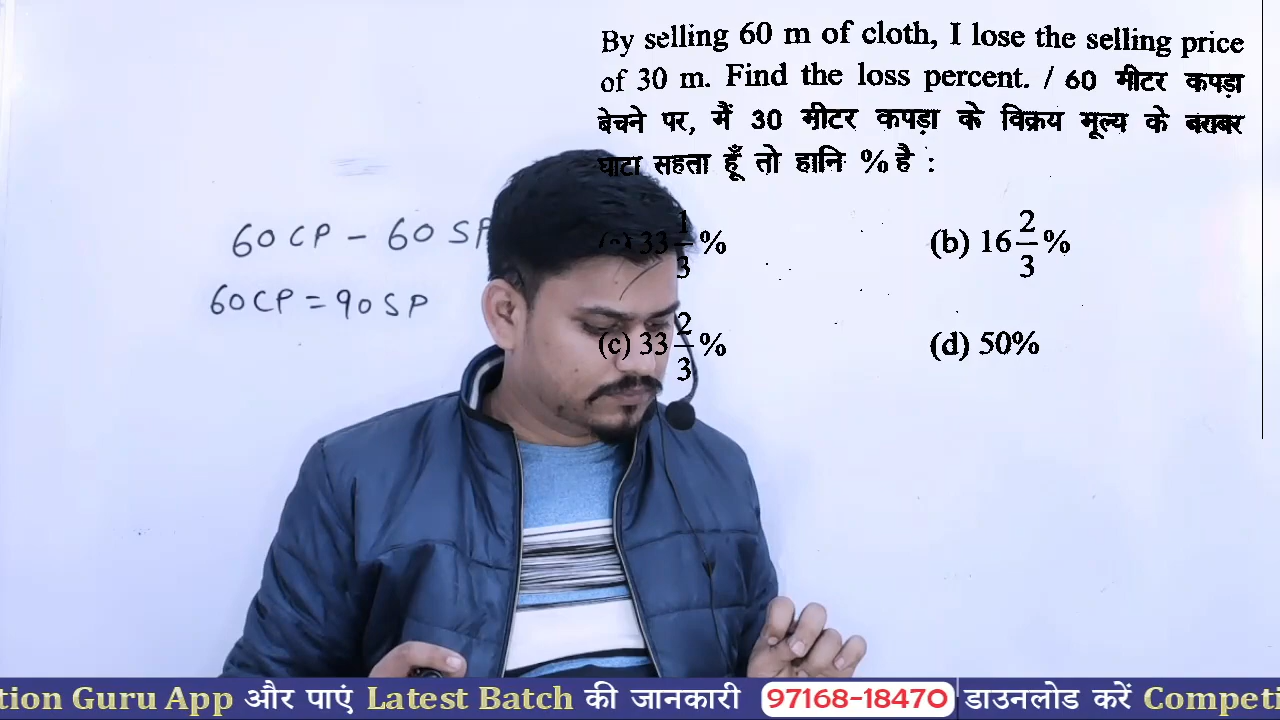 By selling 60 m of cloth, I lose the selling price
of 30 m. Find the loss percent. / 60 मीटर कपड़ा
बेचने पर, मैं 30 मीटर कपड़ा के विक्रय मूल्य के बराबर
घाटा सहता हूँ तो हानि % है :
60 CP - 60 SP
(a) 33 1/3 %
(b) 16 2/3 %
60 CP = 90 SP
(c) 33 2/3 %
(d) 50%
tion Guru App और पाएं Latest Batch की जानकारी 97168-18470 डाउनलोड करें Competi